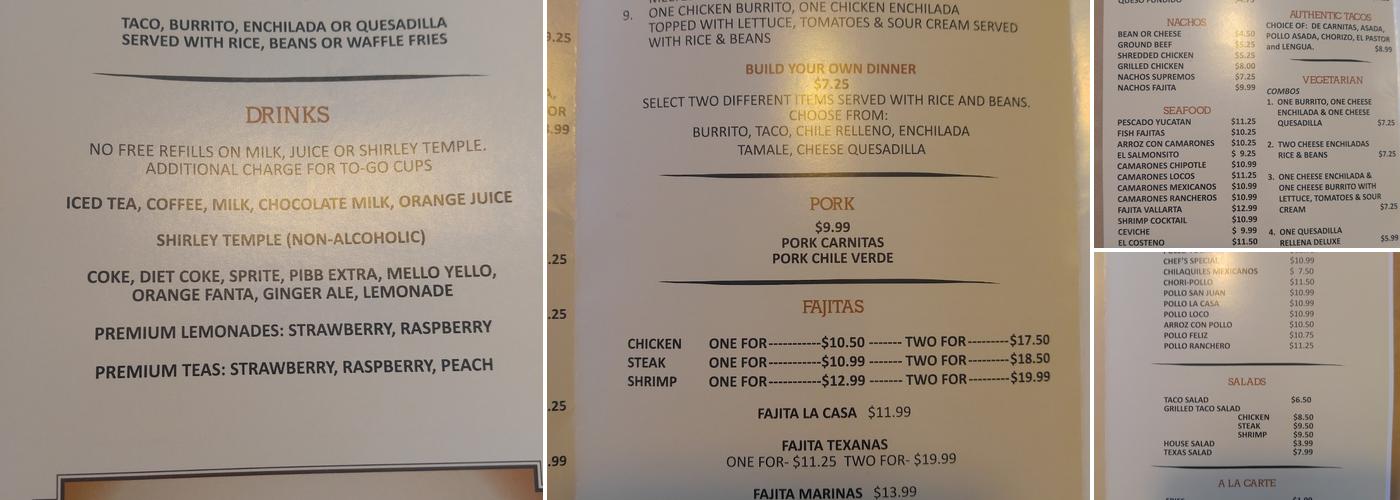 TACO, BURRITO, ENCHILADA OR QUESADILLA
SERVED WITH RICE, BEANS OR WAFFLE FRIES
DRINKS
NO FREE REFILLS ON MILK, JUICE OR SHIRLEY TEMPLE.
ADDITIONAL CHARGE FOR TO-GO CUPS
ICED TEA, COFFEE, MILK, CHOCOLATE MILK, ORANGE JUICE
SHIRLEY TEMPLE (NON-ALCOHOLIC)
COKE, DIET COKE, SPRITE, PIBB EXTRA, MELLO YELLO,
ORANGE FANTA, GINGER ALE, LEMONADE
PREMIUM LEMONADES: STRAWBERRY, RASPBERRY
PREMIUM TEAS: STRAWBERRY, RASPBERRY, PEACH
9.25
OR
.99
.25
.25
.25
.99
9. ONE CHICKEN BURRITO, ONE CHICKEN ENCHILADA
TOPPED WITH LETTUCE, TOMATOES & SOUR CREAM SERVED
WITH RICE & BEANS
BUILD YOUR OWN DINNER
$7.25
SELECT TWO DIFFERENT ITEMS SERVED WITH RICE AND BEANS.
CHOOSE FROM:
BURRITO, TACO, CHILE RELLENO, ENCHILADA
TAMALE, CHEESE QUESADILLA
PORK
$9.99
PORK CARNITAS
PORK CHILE VERDE
FAJITAS
CHICKEN ONE FOR-----------$10.50 ------- TWO FOR--------$17.50
STEAK ONE FOR-----------$10.99 ------- TWO FOR--------$18.50
SHRIMP ONE FOR-----------$12.99 ------- TWO FOR---------$19.99
FAJITA LA CASA $11.99
FAJITA TEXANAS
ONE FOR- $11.25 TWO FOR- $19.99
FAJITA MARINAS $13.99
NACHOS
BEAN OR CHEESE $4.50
GROUND BEEF $5.25
SHREDDED CHICKEN $5.25
GRILLED CHICKEN $8.00
NACHOS SUPREMOS $7.25
NACHOS FAJITA $9.99
SEAFOOD
PESCADO YUCATAN $11.25
FISH FAJITAS $10.25
ARROZ CON CAMARONES $10.25
EL SALMONSITO $ 9.25
CAMARONES CHIPOTLE $10.99
CAMARONES LOCOS $11.25
CAMARONES MEXICANOS $10.99
CAMARONES RANCHEROS $10.99
FAJITA VALLARTA $12.99
SHRIMP COCKTAIL $10.99
CEVICHE $ 9.99
EL COSTENO $11.50
AUTHENTIC TACOS
CHOICE OF: DE CARNITAS, ASADA,
POLLO ASADA, CHORIZO, EL PASTOR
and LENGUA. $8.99
VEGETARIAN
COMBOS
1. ONE BURRITO, ONE CHEESE
ENCHILADA & ONE CHEESE
QUESADILLA $7.25
2. TWO CHEESE ENCHILADAS
RICE & BEANS $7.25
3. ONE CHEESE ENCHILADA &
ONE CHEESE BURRITO WITH
LETTUCE, TOMATOES & SOUR
CREAM $7.25
4. ONE QUESADILLA
RELLENA DELUXE $5.99
CHEF'S SPECIAL $10.99
CHILAQUILES MEXICANOS $ 7.50
CHORI-POLLO $11.50
POLLO SAN JUAN $10.99
POLLO LA CASA $10.99
POLLO LOCO $10.99
ARROZ CON POLLO $10.50
POLLO FELIZ $10.75
POLLO RANCHERO $11.25
SALADS
TACO SALAD $6.50
GRILLED TACO SALAD
CHICKEN $8.50
STEAK $9.50
SHRIMP $9.50
HOUSE SALAD $3.99
TEXAS SALAD $7.99
A LA CARTE